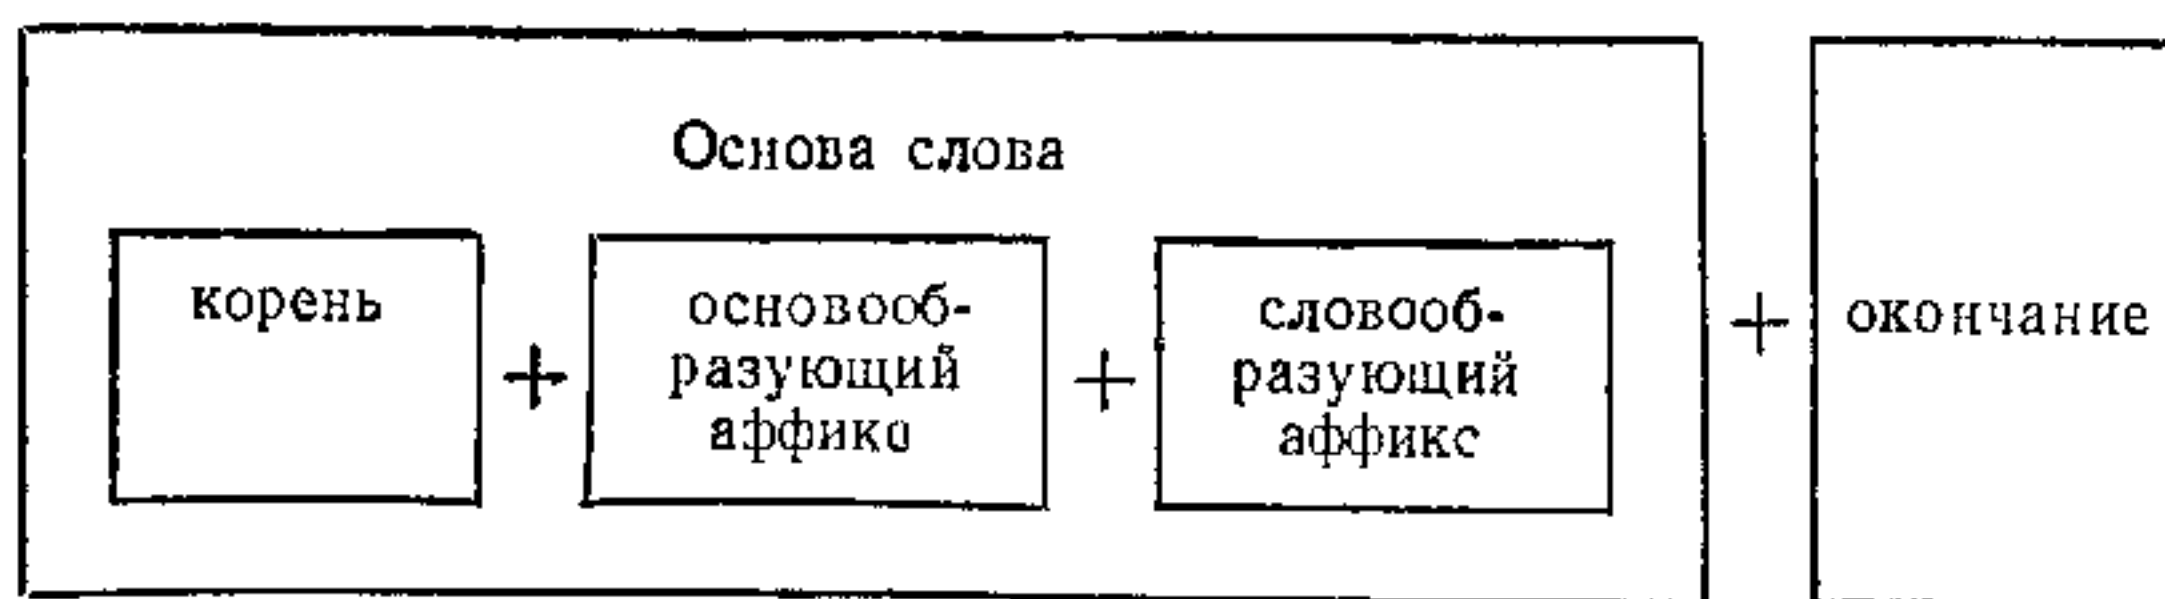 Основа слова
корень
основооб-
разующий
аффикс
словооб-
разующий
аффикс
окончание